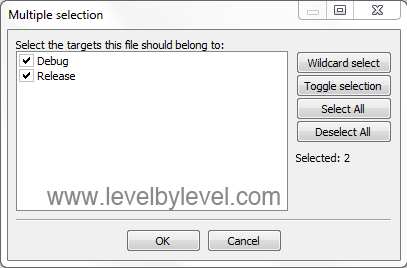 Multiple selection
Select the targets this file should belong to:
Debug
Release
Wildcard select
Toggle selection
Select All
Deselect All
Selected: 2
www.levelbylevel.com
OK
Cancel